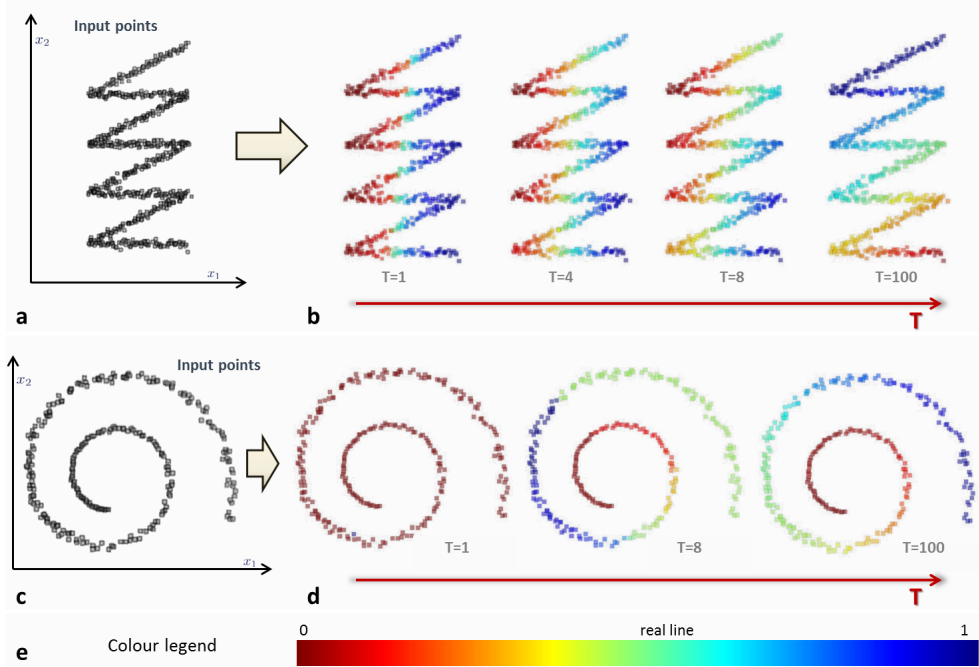 Input points
x₂
x₁
T=1
T=4
T=8
T=100
a
b
T
Input points
x₂
x₁
T=1
T=8
T=100
c
d
T
0
real line
1
e
Colour legend